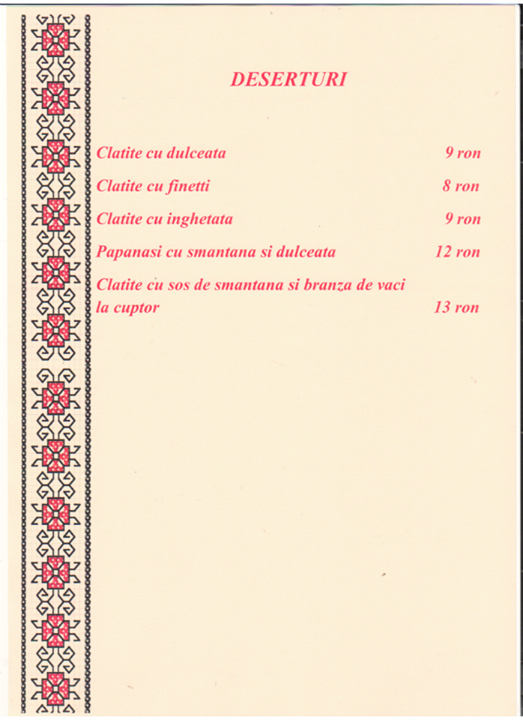 DESERTURI
Clatite cu dulceata 9 ron
Clatite cu finetti 8 ron
Clatite cu inghetata 9 ron
Papanasi cu smantana si dulceata 12 ron
Clatite cu sos de smantana si branza de vaci
la cuptor 13 ron